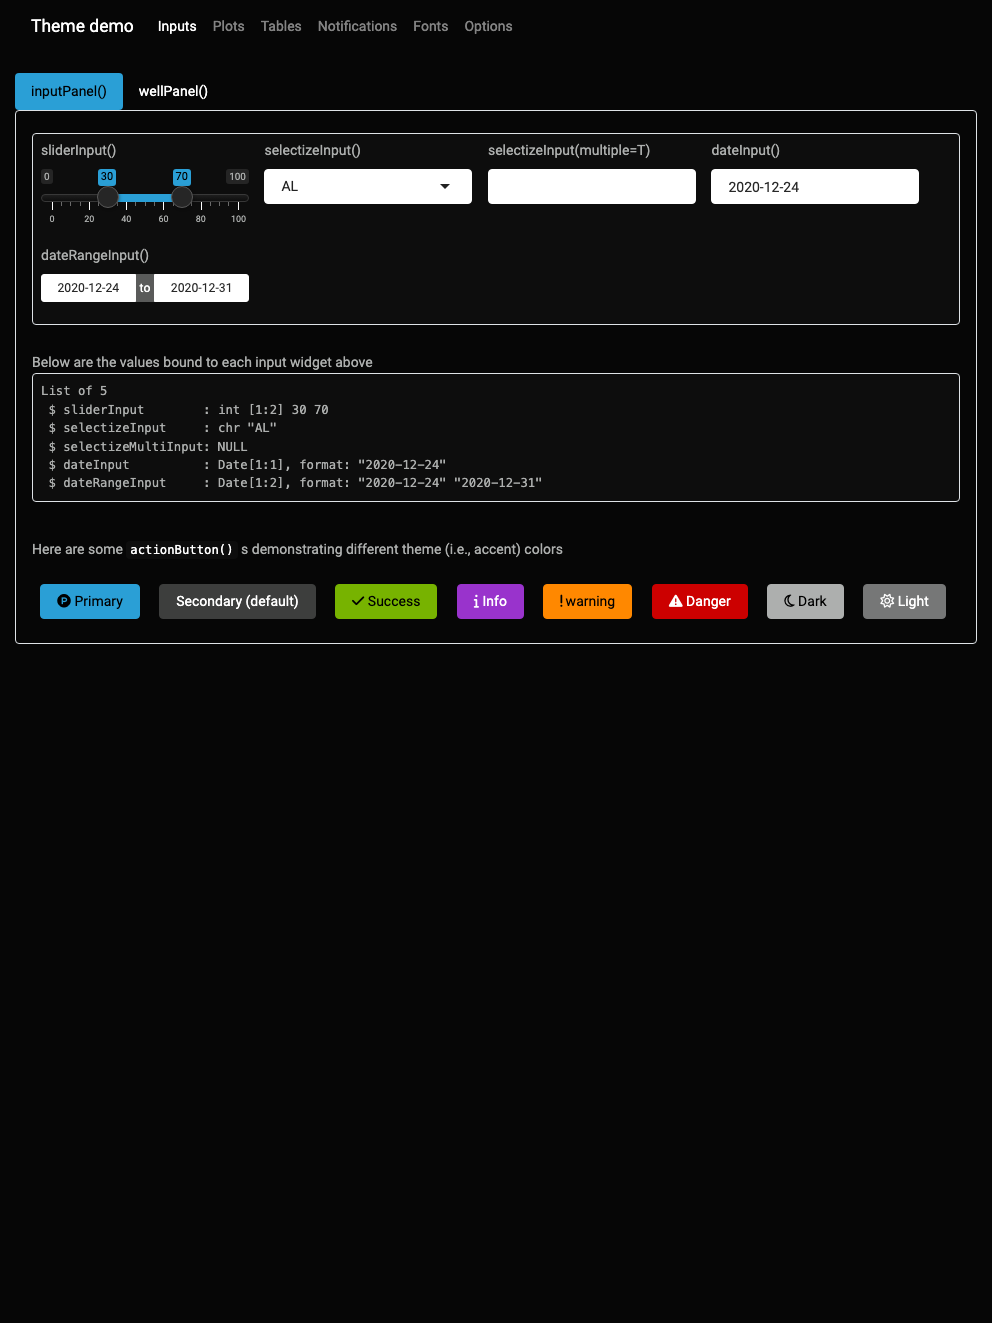 Theme demo Inputs Plots Tables Notifications Fonts Options
inputPanel() wellPanel()
sliderInput() selectizeInput() selectizeInput(multiple=T) dateInput()
0 30 70 100
AL 2020-12-24
0 20 40 60 80 100
dateRangeInput()
2020-12-24 to 2020-12-31
Below are the values bound to each input widget above
List of 5
 $ sliderInput        : int [1:2] 30 70
 $ selectizeInput     : chr "AL"
 $ selectizeMultiInput: NULL
 $ dateInput          : Date[1:1], format: "2020-12-24"
 $ dateRangeInput     : Date[1:2], format: "2020-12-24" "2020-12-31"
Here are some actionButton() s demonstrating different theme (i.e., accent) colors
Primary Secondary (default) Success Info warning Danger Dark Light